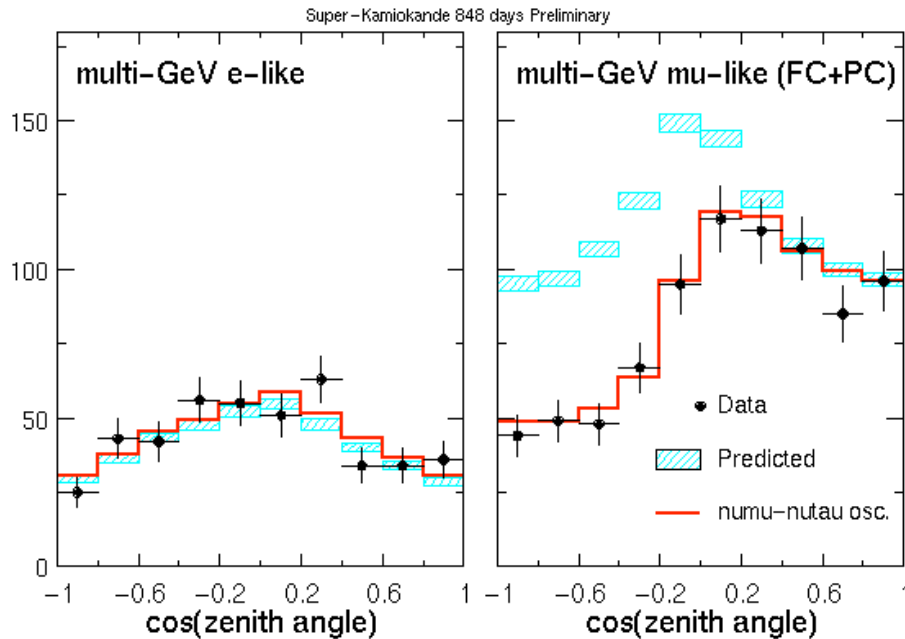 Super-Kamiokande 848 days Preliminary
multi-GeV e-like
multi-GeV mu-like (FC+PC)
150
100
50
0
Data
Predicted
numu-nutau osc.
-1 -0.6 -0.2 0.2 0.6 1
-1 -0.6 -0.2 0.2 0.6 1
cos(zenith angle)
cos(zenith angle)